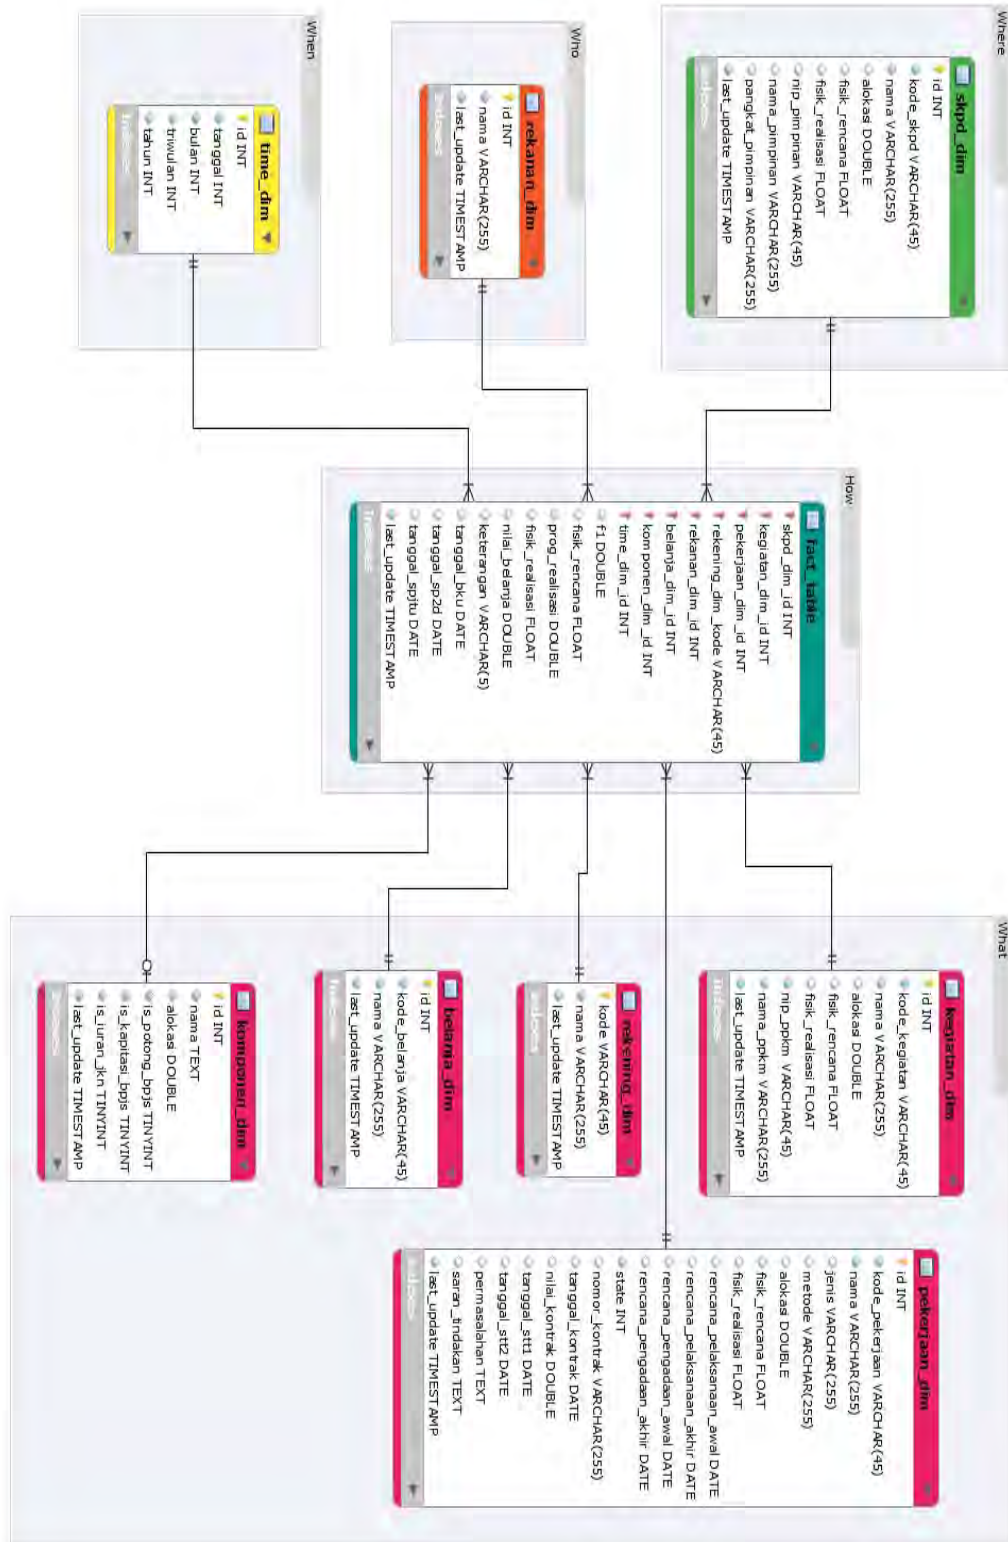 Where
skpd_dim
id INT
kode_skpd VARCHAR(45)
nama VARCHAR(255)
alokasi DOUBLE
fisik_rencana FLOAT
fisik_realisasi FLOAT
nip_pimpinan VARCHAR(45)
nama_pimpinan VARCHAR(255)
pangkat_pimpinan VARCHAR(255)
last_update TIMESTAMP
Indexes
Who
rekanan_dim
id INT
nama VARCHAR(255)
last_update TIMESTAMP
Indexes
When
time_dim
id INT
tanggal INT
bulan INT
triwulan INT
tahun INT
Indexes
How
fact_table
skpd_dim_id INT
kegiatan_dim_id INT
pekerjaan_dim_id INT
rekening_dim_kode VARCHAR(45)
rekanan_dim_id INT
belanja_dim_id INT
komponen_dim_id INT
time_dim_id INT
f1 DOUBLE
fisik_rencana FLOAT
prog_realisasi DOUBLE
fisik_realisasi FLOAT
nilai_belanja DOUBLE
keterangan VARCHAR(5)
tanggal_bku DATE
tanggal_sp2d DATE
tanggal_spjtu DATE
last_update TIMESTAMP
Indexes
What
kegiatan_dim
id INT
kode_kegiatan VARCHAR(45)
nama VARCHAR(255)
alokasi DOUBLE
fisik_rencana FLOAT
fisik_realisasi FLOAT
nip_ppkm VARCHAR(45)
nama_ppkm VARCHAR(255)
last_update TIMESTAMP
Indexes
rekening_dim
kode VARCHAR(45)
nama VARCHAR(255)
last_update TIMESTAMP
Indexes
belanja_dim
id INT
kode_belanja VARCHAR(45)
nama VARCHAR(255)
last_update TIMESTAMP
Indexes
komponen_dim
id INT
nama TEXT
alokasi DOUBLE
is_potong_bpjs TINYINT
is_kapitasi_bpjs TINYINT
is_iuran_jkn TINYINT
last_update TIMESTAMP
Indexes
pekerjaan_dim
id INT
kode_pekerjaan VARCHAR(45)
nama VARCHAR(255)
jenis VARCHAR(255)
metode VARCHAR(255)
alokasi DOUBLE
fisik_rencana FLOAT
fisik_realisasi FLOAT
rencana_pelaksanaan_awal DATE
rencana_pelaksanaan_akhir DATE
rencana_pengadaan_awal DATE
rencana_pengadaan_akhir DATE
state INT
nomor_kontrak VARCHAR(255)
tanggal_kontrak DATE
nilai_kontrak DOUBLE
tanggal_stt1 DATE
tanggal_stt2 DATE
permasalahan TEXT
saran_tindakan TEXT
last_update TIMESTAMP
Indexes